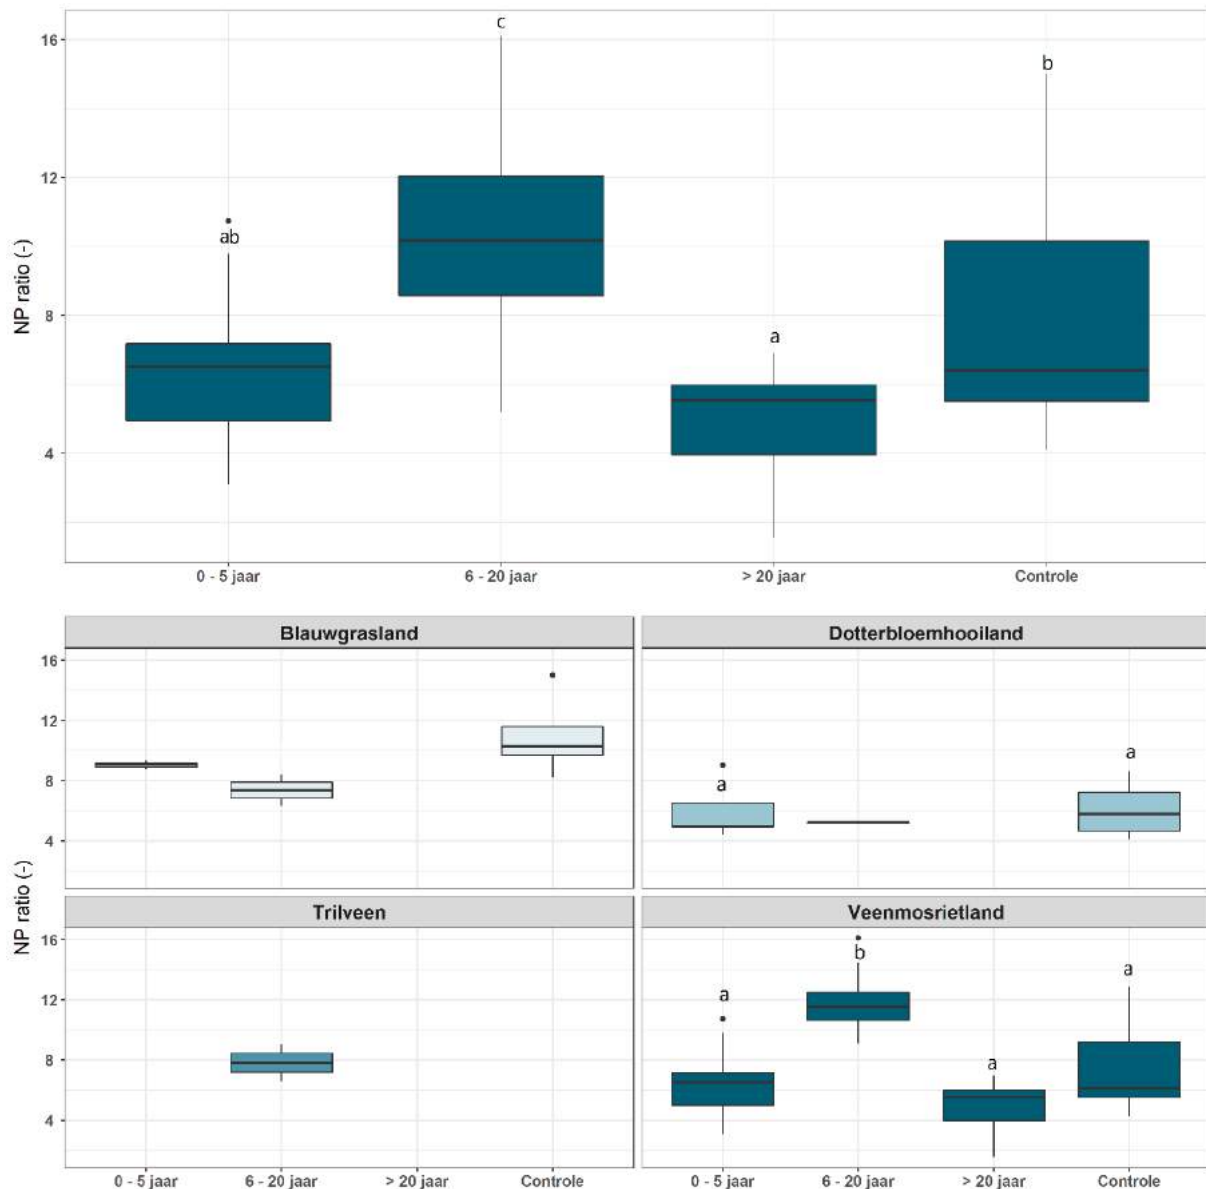 c
16
b
ab
12
NP ratio (-)
8
a
4
0 - 5 jaar
6 - 20 jaar
> 20 jaar
Controle
Blauwgrasland
Dotterbloemhooiland
16
12
a
8
a
4
NP ratio (-)
Trilveen
Veenmosrietland
16
b
a
a
12
8
a
4
0 - 5 jaar
6 - 20 jaar
> 20 jaar
Controle
0 - 5 jaar
6 - 20 jaar
> 20 jaar
Controle